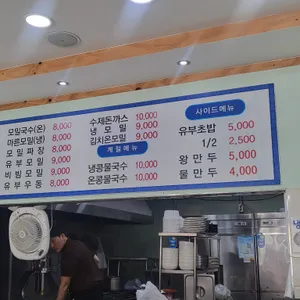 모밀국수(온) 8,000
마른모밀(냉) 8,000
모밀짜장 8,000
유부모밀 9,000
비빔모밀 9,000
유부우동 8,000
수제돈까스 10,000
냉모밀 9,000
김치온모밀 9,000
계절메뉴
냉콩물국수 10,000
온콩물국수 10,000
사이드메뉴
유부초밥 5,000
1/2 2,500
왕만두 5,000
물만두 4,000